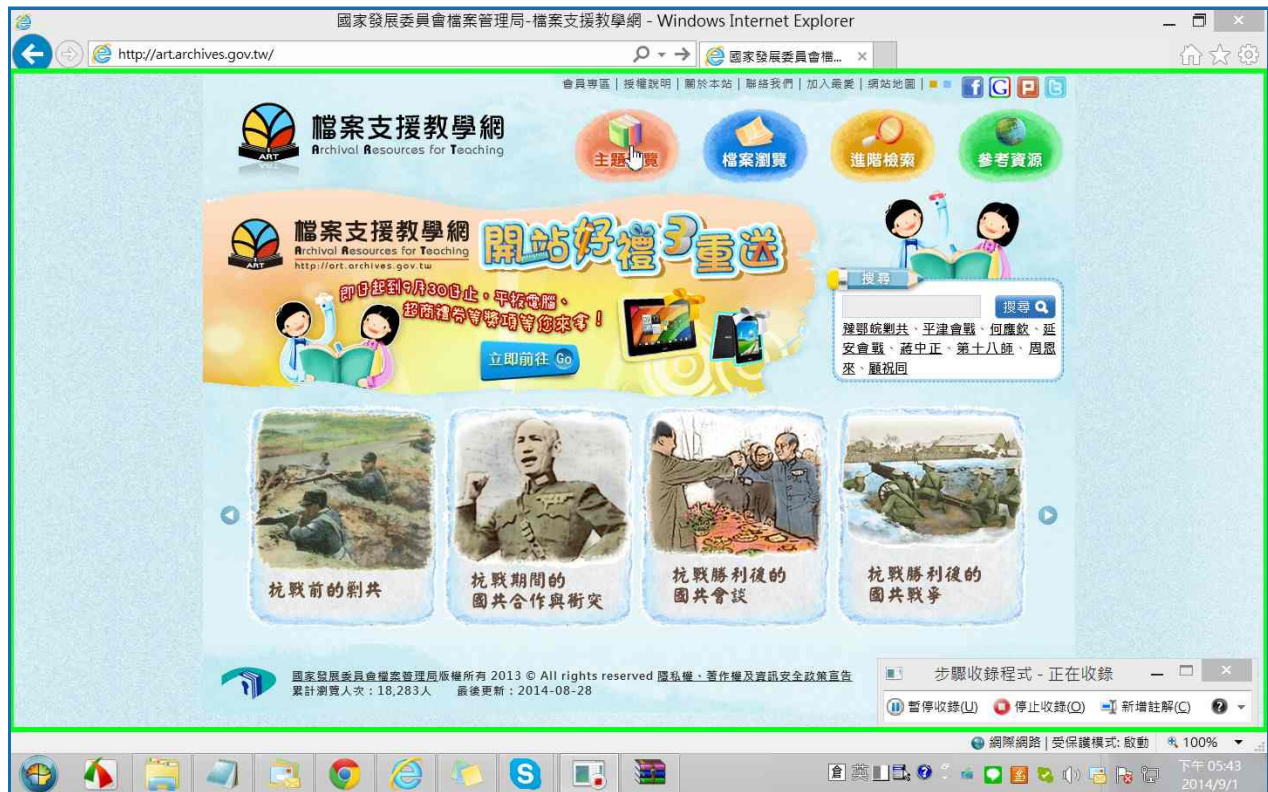 國家發展委員會檔案管理局-檔案支援教學網 - Windows Internet Explorer
http://art.archives.gov.tw/
國家發展委員會檔...
會員專區 | 授權說明 | 關於本站 | 聯絡我們 | 加入最愛 | 網站地圖 |
檔案支援教學網
Archival Resources for Teaching
ART
主題瀏覽
檔案瀏覽
進階檢索
參考資源
檔案支援教學網
Archival Resources for Teaching
http://art.archives.gov.tw
ART
開站好禮3重送
即日起到9月30日止，平板電腦、
超商禮券等獎項等您來拿！
立即前往 Go
搜尋
搜尋
豫鄂皖剿共、平津會戰、何應欽、延
安會戰、蔣中正、第十八師、周恩
來、顧祝同
抗戰前的剿共
抗戰期間的
國共合作與衝突
抗戰勝利後的
國共會談
抗戰勝利後的
國共戰爭
國家發展委員會檔案管理局版權所有 2013 © All rights reserved 隱私權、著作權及資訊安全政策宣告
累計瀏覽人次：18,283人 最後更新：2014-08-28
步驟收錄程式 - 正在收錄
暫停收錄(U) 停止收錄(O) 新增註解(C)
網際網路 | 受保護模式: 啟動 100%
倉 英
下午 05:43
2014/9/1